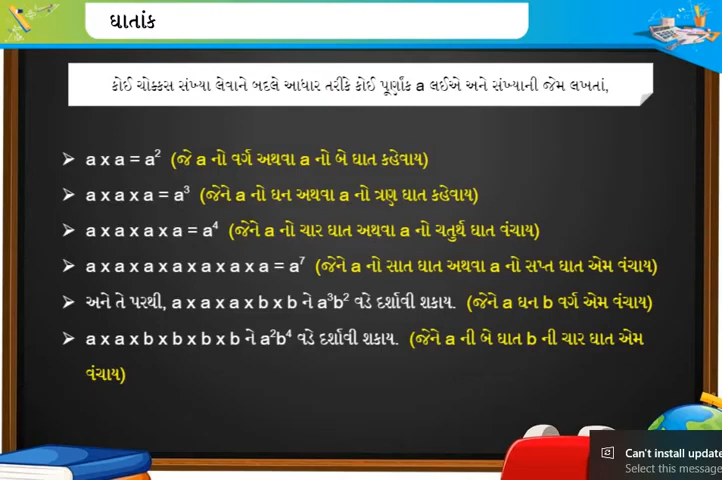 ઘાતાંક
કોઈ ચોક્કસ સંખ્યા લેવાને બદલે આધાર તરીકે કોઈ પૂર્ણાંક a લઈએ અને સંખ્યાની જેમ લખતાં,
➤ a x a = a² (જે a નો વર્ગ અથવા a નો બે ઘાત કહેવાય)
➤ a x a x a = a³ (જેને a નો ઘન અથવા a નો ત્રણ ઘાત કહેવાય)
➤ a x a x a x a = a⁴ (જેને a નો ચાર ઘાત અથવા a નો ચતુર્થ ઘાત વંચાય)
➤ a x a x a x a x a x a x a = a⁷ (જેને a નો સાત ઘાત અથવા a નો સપ્ત ઘાત એમ વંચાય)
➤ અને તે પરથી, a x a x a x b x b ને a³b² વડે દર્શાવી શકાય. (જેને a ઘન b વર્ગ એમ વંચાય)
➤ a x a x b x b x b x b ને a²b⁴ વડે દર્શાવી શકાય. (જેને a ની બે ઘાત b ની ચાર ઘાત એમ
વંચાય)
Can't install update
Select this message